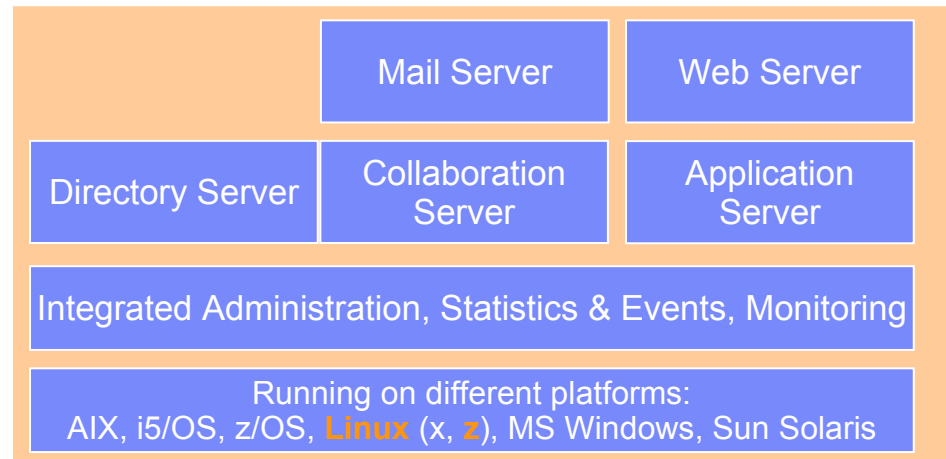 Mail Server
Web Server
Directory Server
Collaboration
Server
Application
Server
Integrated Administration, Statistics & Events, Monitoring
Running on different platforms:
AIX, i5/OS, z/OS, Linux (x, z), MS Windows, Sun Solaris